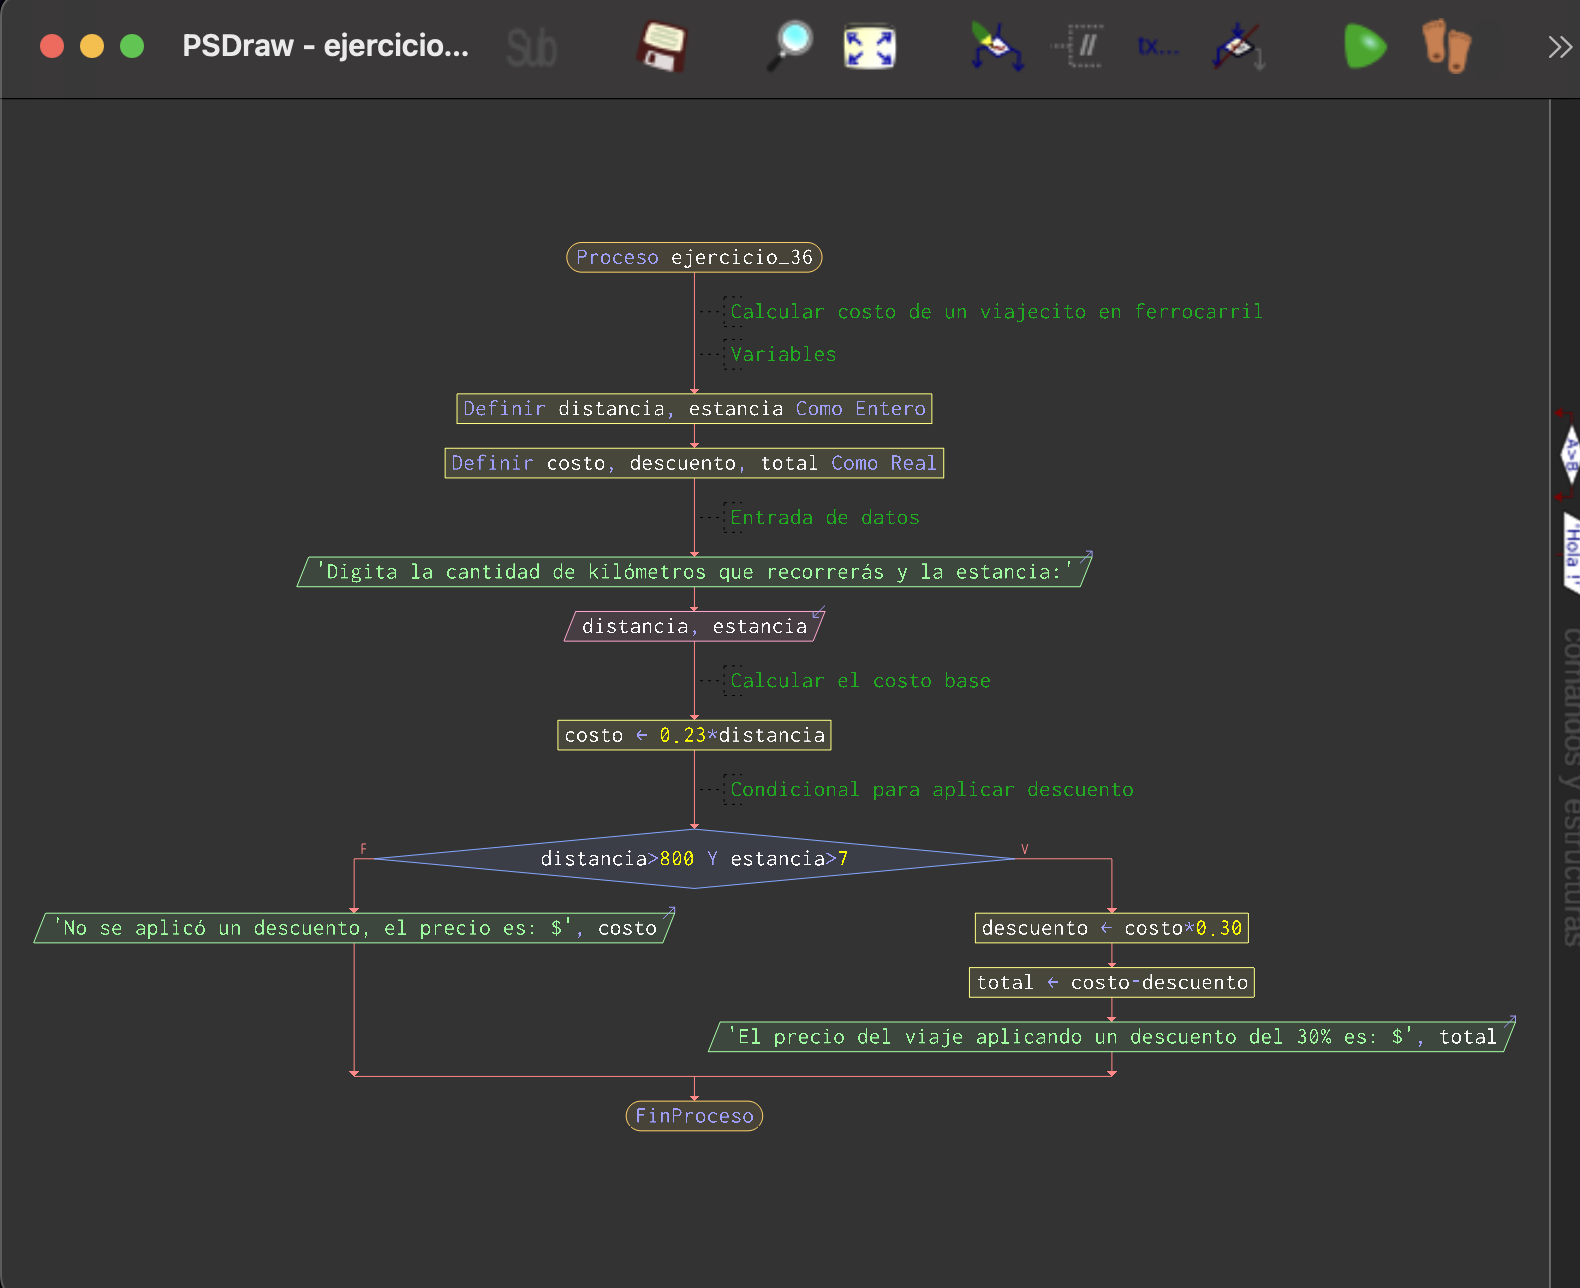 PSDraw - ejercicio...
Sub
//
tx...
Proceso ejercicio_36
Calcular costo de un viajecito en ferrocarril
Variables
Definir distancia, estancia Como Entero
Definir costo, descuento, total Como Real
Entrada de datos
'Digita la cantidad de kilómetros que recorrerás y la estancia:'
distancia, estancia
Calcular el costo base
costo ← 0.23*distancia
Condicional para aplicar descuento
F
distancia>800 Y estancia>7
V
'No se aplicó un descuento, el precio es: $', costo
descuento ← costo*0.30
total ← costo-descuento
'El precio del viaje aplicando un descuento del 30% es: $', total
FinProceso
A>B
'Hola !'
comandos y estructuras